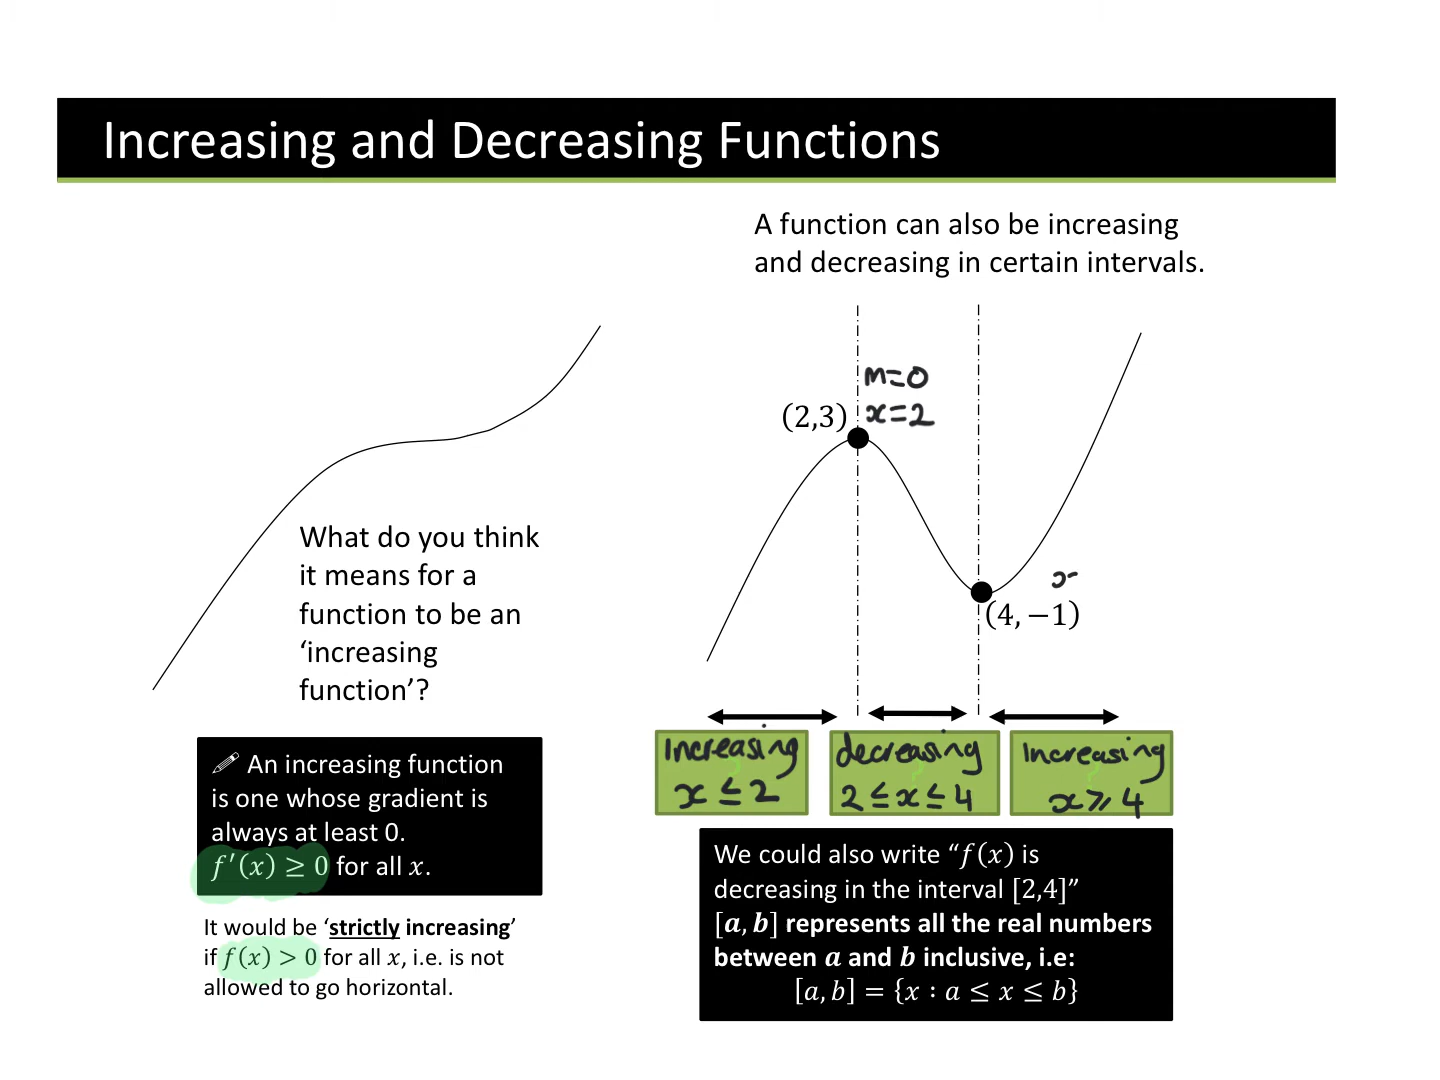 Increasing and Decreasing Functions
A function can also be increasing
and decreasing in certain intervals.
m=0
(2,3) x=2
x
(4, −1)
What do you think
it means for a
function to be an
‘increasing
function’?
increasing
x ≤ 2
decreasing
2 ≤ x ≤ 4
Increasing
x ⩾ 4
🖉 An increasing function
is one whose gradient is
always at least 0.
f′(x) ≥ 0 for all x.
It would be ‘strictly increasing’
if f(x) > 0 for all x, i.e. is not
allowed to go horizontal.
We could also write “f(x) is
decreasing in the interval [2,4]”
[a, b] represents all the real numbers
between a and b inclusive, i.e:
[a, b] = {x : a ≤ x ≤ b}